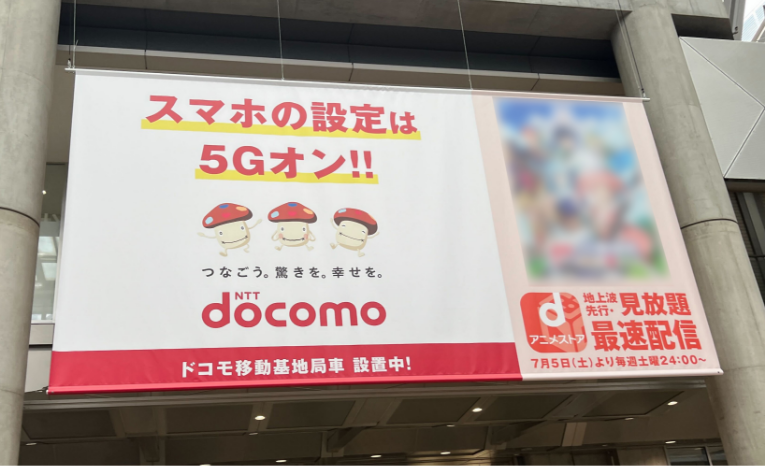 スマホの設定は
5Gオン!!
つなごう。驚きを。幸せを。
NTT
docomo
ドコモ移動基地局車 設置中!
d
アニメストア
地上波
先行・
見放題
最速配信
7月5日(土)より毎週土曜24:00～